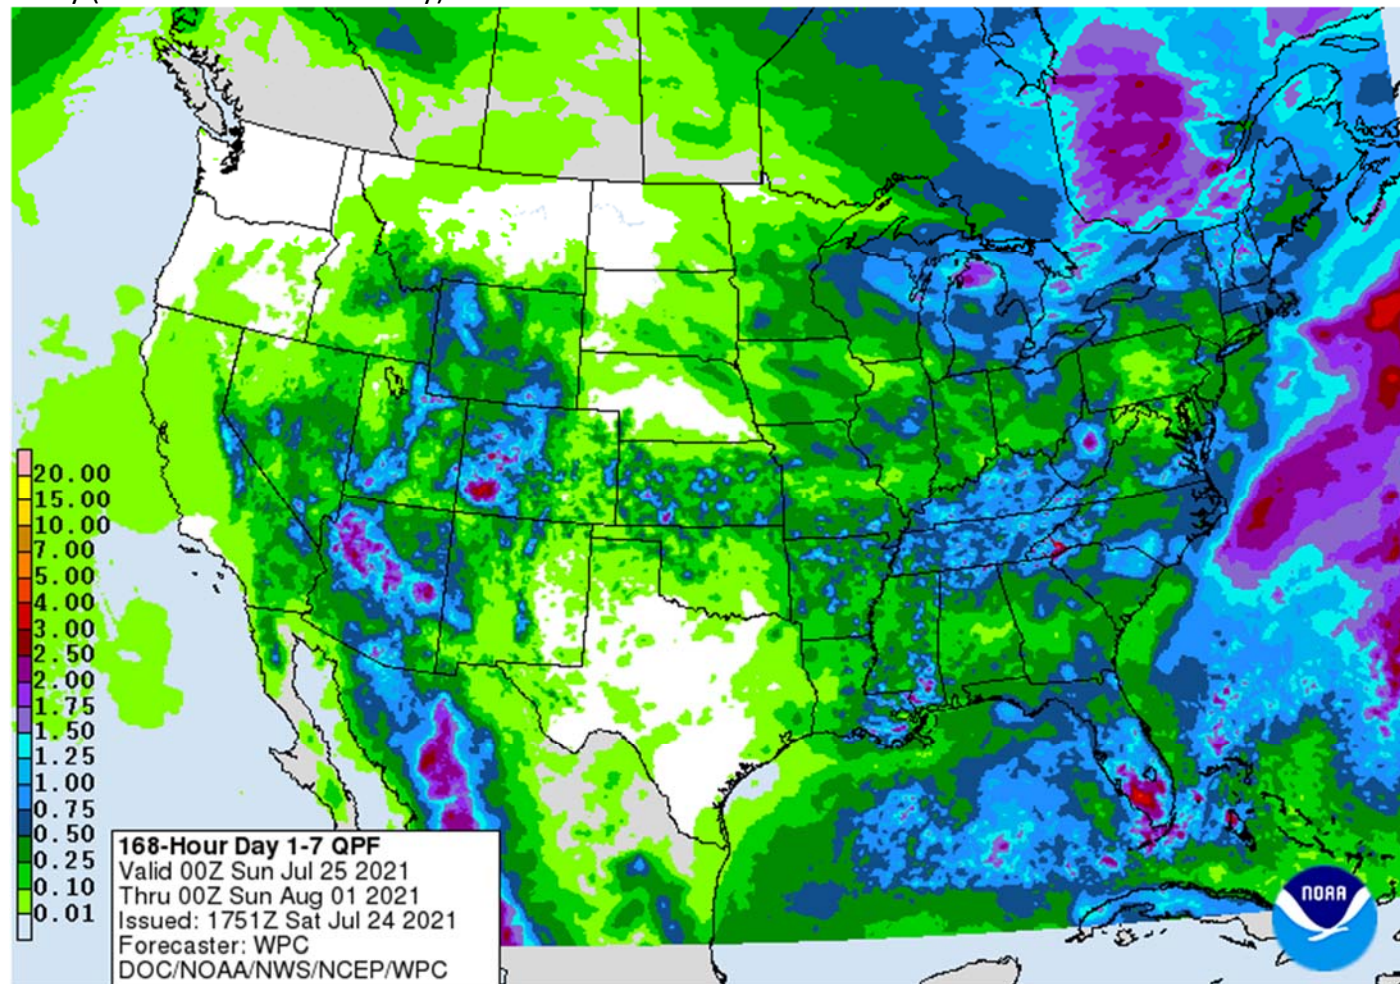 20.00
15.00
10.00
7.00
5.00
4.00
3.00
2.50
2.00
1.75
1.50
1.25
1.00
0.75
0.50
0.25
0.10
0.01
168-Hour Day 1-7 QPF
Valid 00Z Sun Jul 25 2021
Thru 00Z Sun Aug 01 2021
Issued: 1751Z Sat Jul 24 2021
Forecaster: WPC
DOC/NOAA/NWS/NCEP/WPC
NOAA